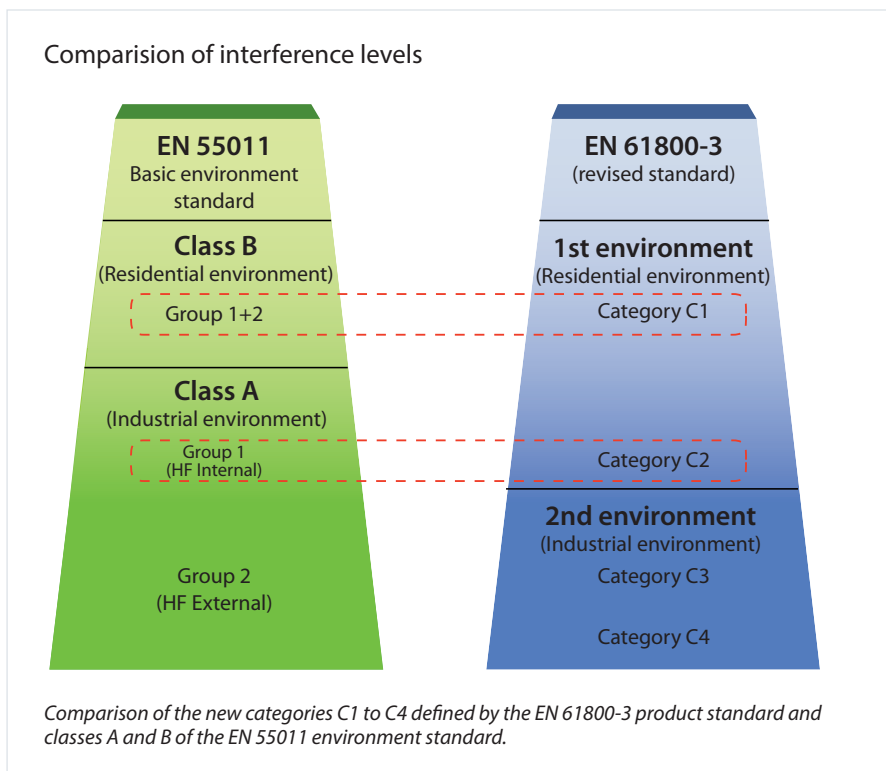 Comparision of interference levels
EN 55011
Basic environment
standard
Class B
(Residential environment)
Group 1+2
Class A
(Industrial environment)
Group 1
(HF Internal)
Group 2
(HF External)
EN 61800-3
(revised standard)
1st environment
(Residential environment)
Category C1
Category C2
2nd environment
(Industrial environment)
Category C3
Category C4
Comparison of the new categories C1 to C4 defined by the EN 61800-3 product standard and
classes A and B of the EN 55011 environment standard.